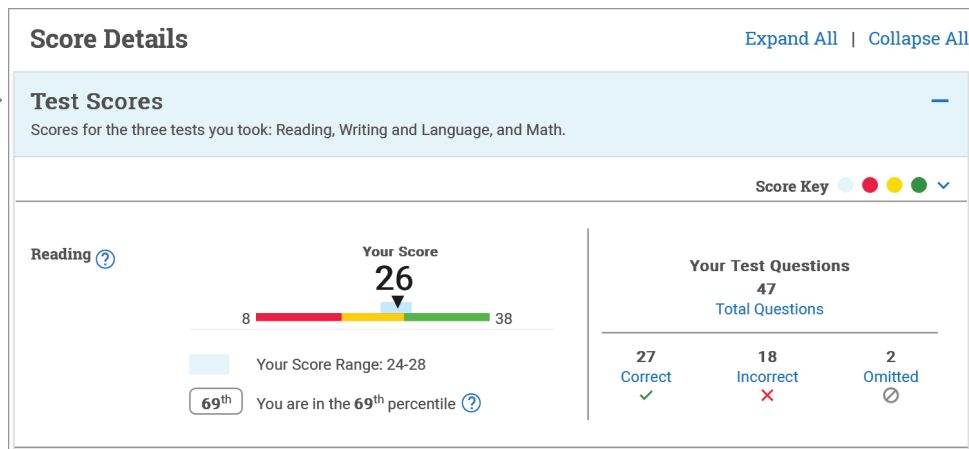 Score Details
Expand All | Collapse All
Test Scores
Scores for the three tests you took: Reading, Writing and Language, and Math.
Score Key
Reading ?
Your Score
26
8
38
Your Score Range: 24-28
69th
You are in the 69th percentile ?
Your Test Questions
47
Total Questions
27
Correct
18
Incorrect
2
Omitted